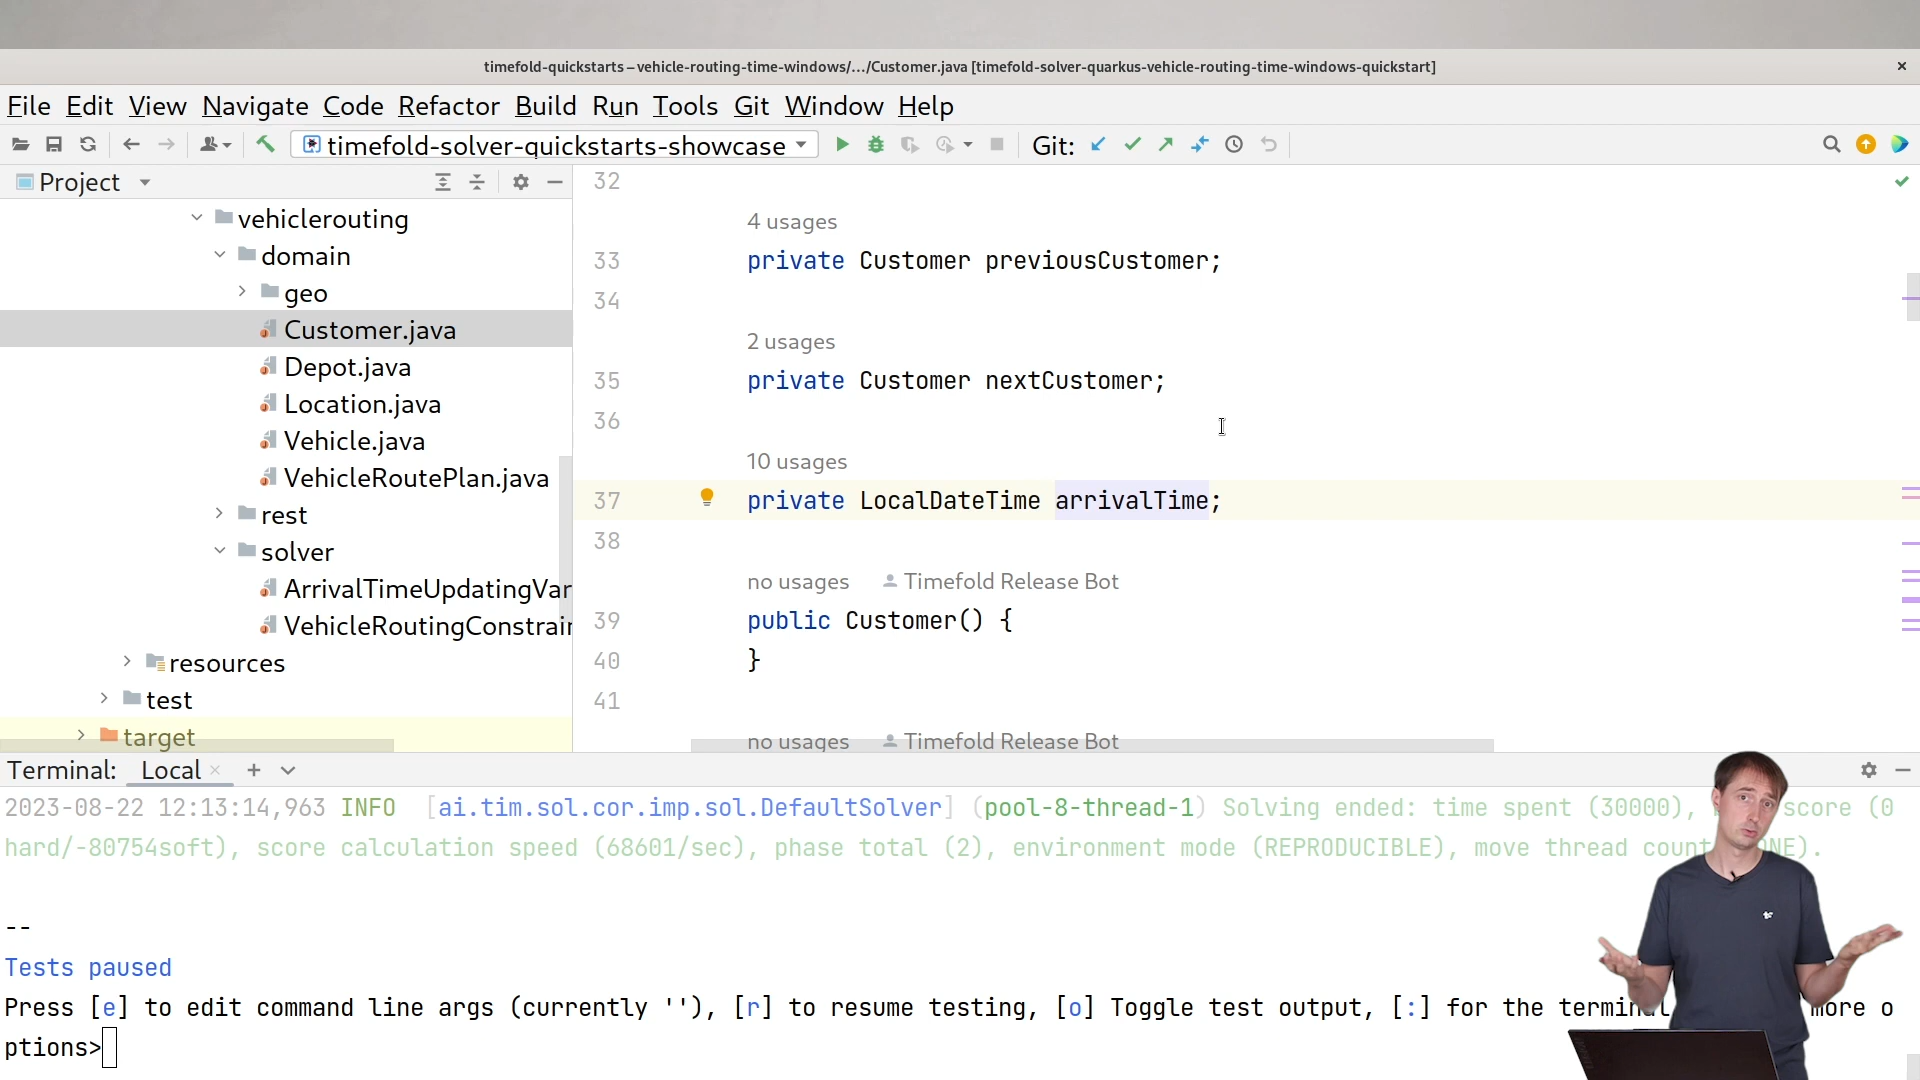 timefold-quickstarts – vehicle-routing-time-windows/.../Customer.java [timefold-solver-quarkus-vehicle-routing-time-windows-quickstart]
File Edit View Navigate Code Refactor Build Run Tools Git Window Help
timefold-solver-quickstarts-showcase Git:
Project
vehiclerouting
domain
geo
Customer.java
Depot.java
Location.java
Vehicle.java
VehicleRoutePlan.java
rest
solver
ArrivalTimeUpdatingVar
VehicleRoutingConstrain
resources
test
target
32
4 usages
33 private Customer previousCustomer;
34
2 usages
35 private Customer nextCustomer;
36
10 usages
37 private LocalDateTime arrivalTime;
38
no usages Timefold Release Bot
39 public Customer() {
40 }
41
no usages Timefold Release Bot
Terminal: Local
2023-08-22 12:13:14,963 INFO [ai.tim.sol.cor.imp.sol.DefaultSolver] (pool-8-thread-1) Solving ended: time spent (30000), score (0
hard/-80754soft), score calculation speed (68601/sec), phase total (2), environment mode (REPRODUCIBLE), move thread count
--
Tests paused
Press [e] to edit command line args (currently ''), [r] to resume testing, [o] Toggle test output, [:] for the more o
ptions>